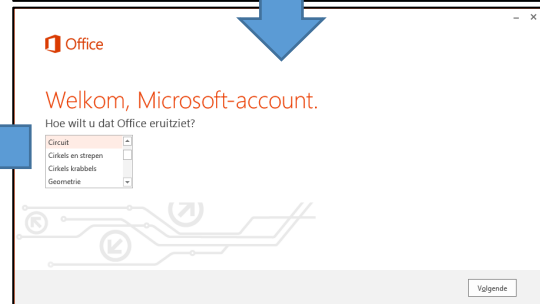 Office
Welkom, Microsoft-account.
Hoe wilt u dat Office eruitziet?
Circuit
Cirkels en strepen
Cirkels krabbels
Geometrie
Volgende